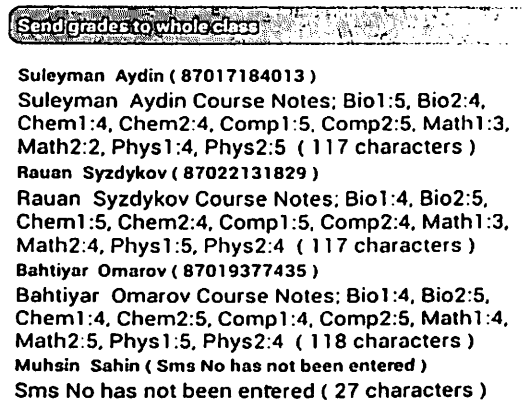 Send grades to whole class
Suleyman Aydin ( 87017184013 )
Suleyman Aydin Course Notes; Bio1:5, Bio2:4,
Chem1:4, Chem2:4, Comp1:5, Comp2:5, Math1:3,
Math2:2, Phys1:4, Phys2:5 ( 117 characters )
Rauan Syzdykov ( 87022131829 )
Rauan Syzdykov Course Notes; Bio1:4, Bio2:5,
Chem1:5, Chem2:4, Comp1:5, Comp2:4, Math1:3,
Math2:4, Phys1:5, Phys2:4 ( 117 characters )
Bahtiyar Omarov ( 87019377435 )
Bahtiyar Omarov Course Notes; Bio1:4, Bio2:5,
Chem1:4, Chem2:5, Comp1:4, Comp2:5, Math1:4,
Math2:5, Phys1:5, Phys2:4 ( 118 characters )
Muhsin Sahin ( Sms No has not been entered )
Sms No has not been entered ( 27 characters )